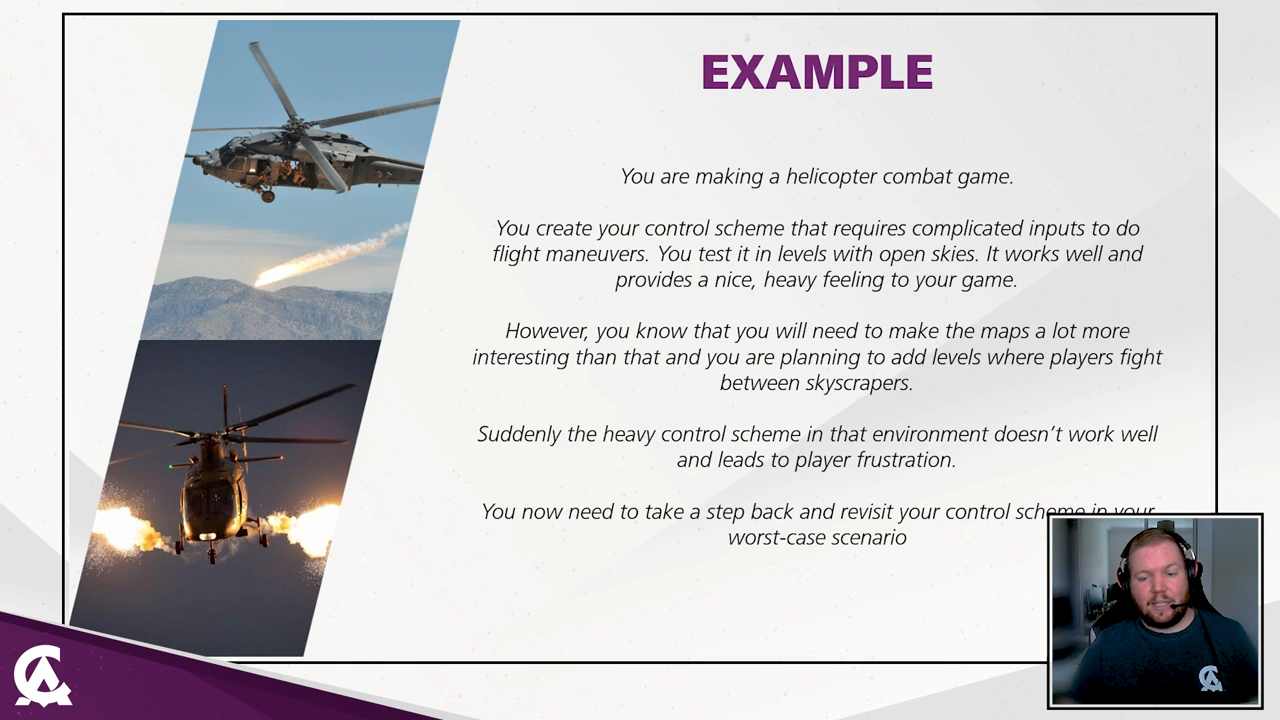 EXAMPLE
You are making a helicopter combat game.
You create your control scheme that requires complicated inputs to do
flight maneuvers. You test it in levels with open skies. It works well and
provides a nice, heavy feeling to your game.
However, you know that you will need to make the maps a lot more
interesting than that and you are planning to add levels where players fight
between skyscrapers.
Suddenly the heavy control scheme in that environment doesn't work well
and leads to player frustration.
You now need to take a step back and revisit your control scheme in your
worst-case scenario